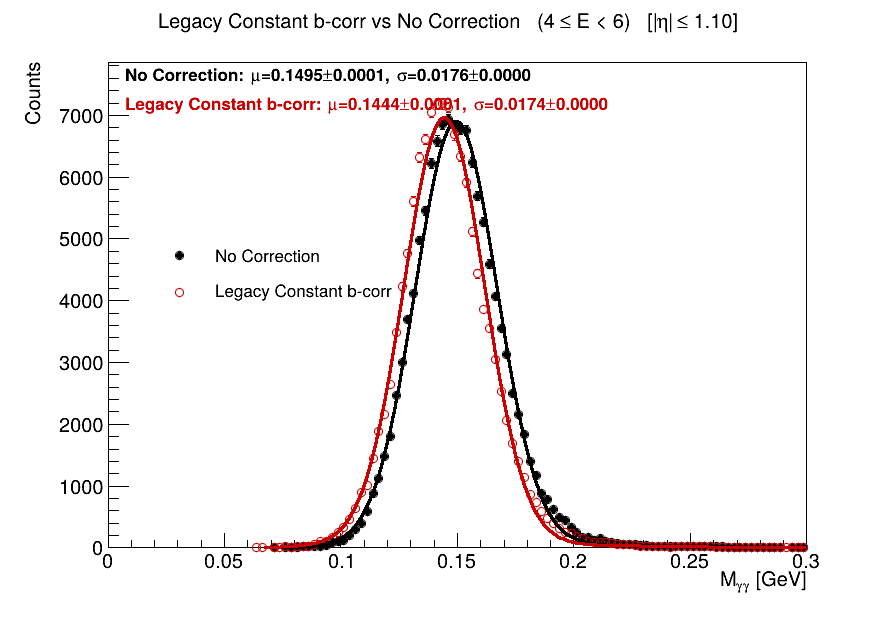 Legacy Constant b-corr vs No Correction (4 ≤ E < 6) [|η| ≤ 1.10]
Counts
No Correction: μ=0.1495±0.0001, σ=0.0176±0.0000
Legacy Constant b-corr: μ=0.1444±0.0001, σ=0.0174±0.0000
7000
6000
5000
4000
3000
2000
1000
0
No Correction
Legacy Constant b-corr
0 0.05 0.1 0.15 0.2 0.25 0.3
Mγγ [GeV]